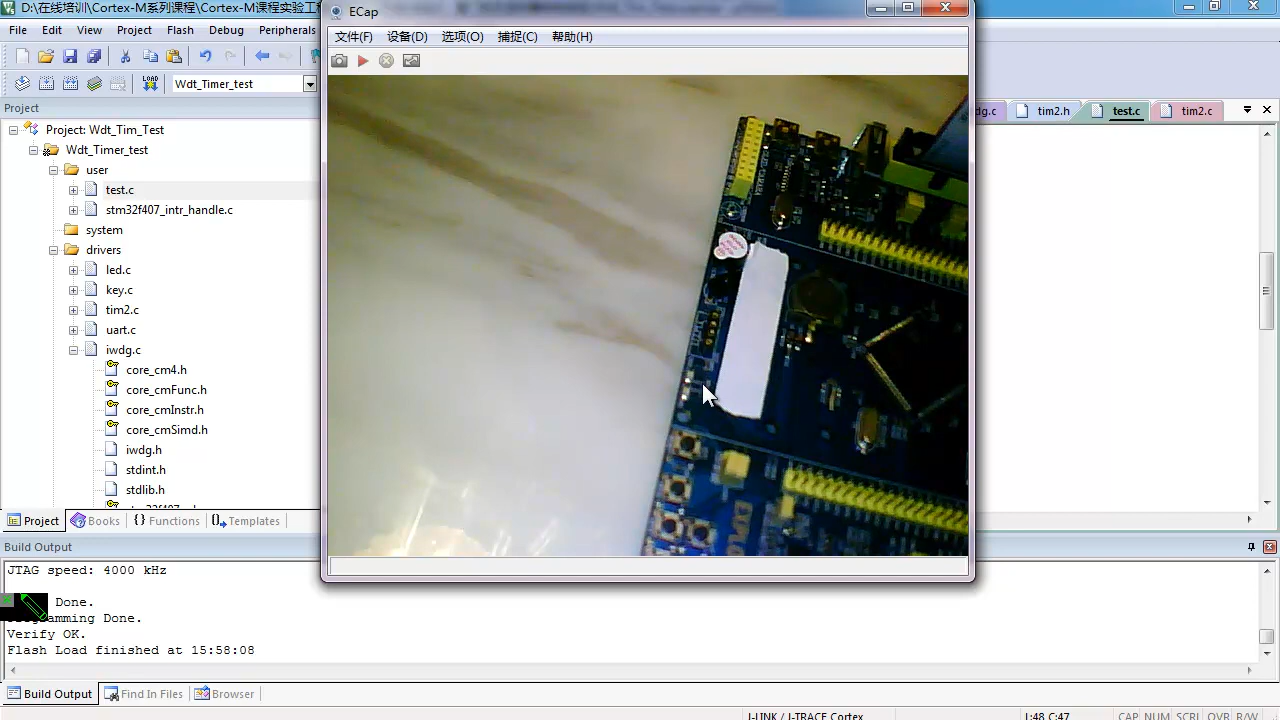 D:\在线培训\Cortex-M系列课程\Cortex-M课程实验工
File Edit View Project Flash Debug Peripherals
LOAD Wdt_Timer_test
Project
Project: Wdt_Tim_Test
Wdt_Timer_test
user
test.c
stm32f407_intr_handle.c
system
drivers
led.c
key.c
tim2.c
uart.c
iwdg.c
core_cm4.h
core_cmFunc.h
core_cmInstr.h
core_cmSimd.h
iwdg.h
stdint.h
stdlib.h
Project Books {} Functions Templates
ECap
文件(F) 设备(D) 选项(O) 捕捉(C) 帮助(H)
dg.c tim2.h test.c tim2.c
Build Output
JTAG speed: 4000 kHz
Done.
mming Done.
Verify OK.
Flash Load finished at 15:58:08
Build Output Find In Files Browser
J-LINK / J-TRACE Cortex L:48 C:47 CAP NUM SCRL OVR R/W